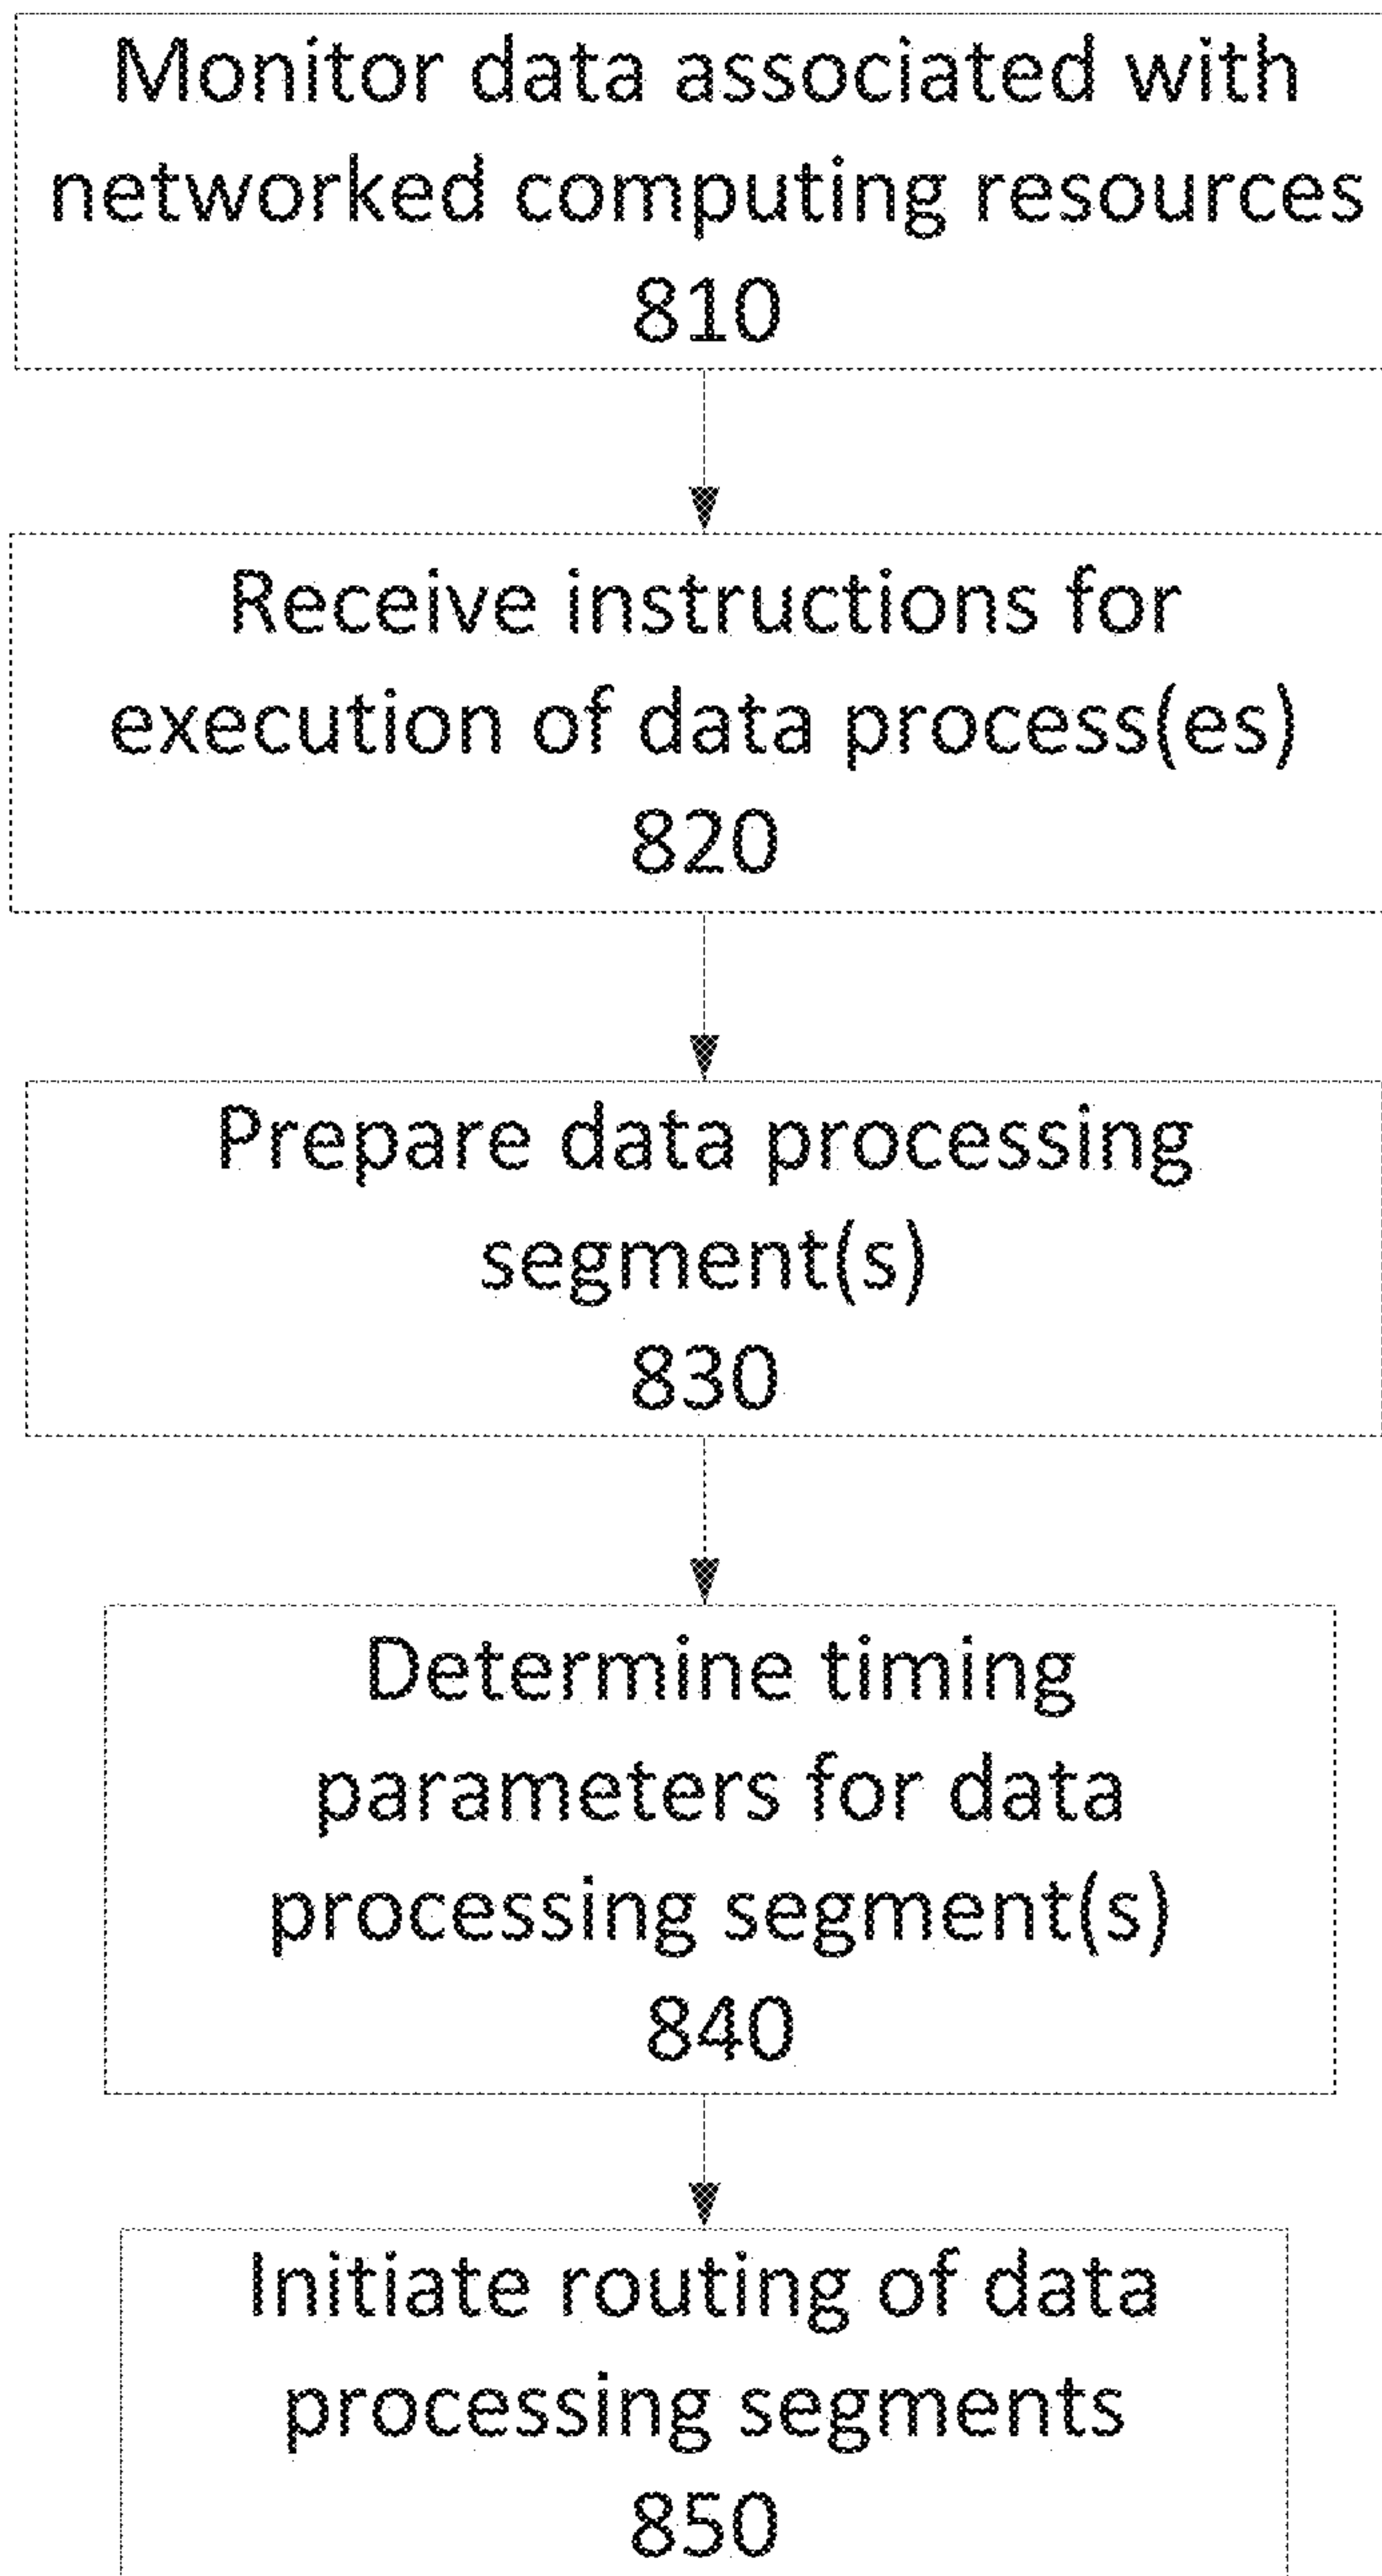 Monitor data associated with
networked computing resources
810
Receive instructions for
execution of data process(es)
820
Prepare data processing
segment(s)
830
Determine timing
parameters for data
processing segment(s)
840
Initiate routing of data
processing segments
850